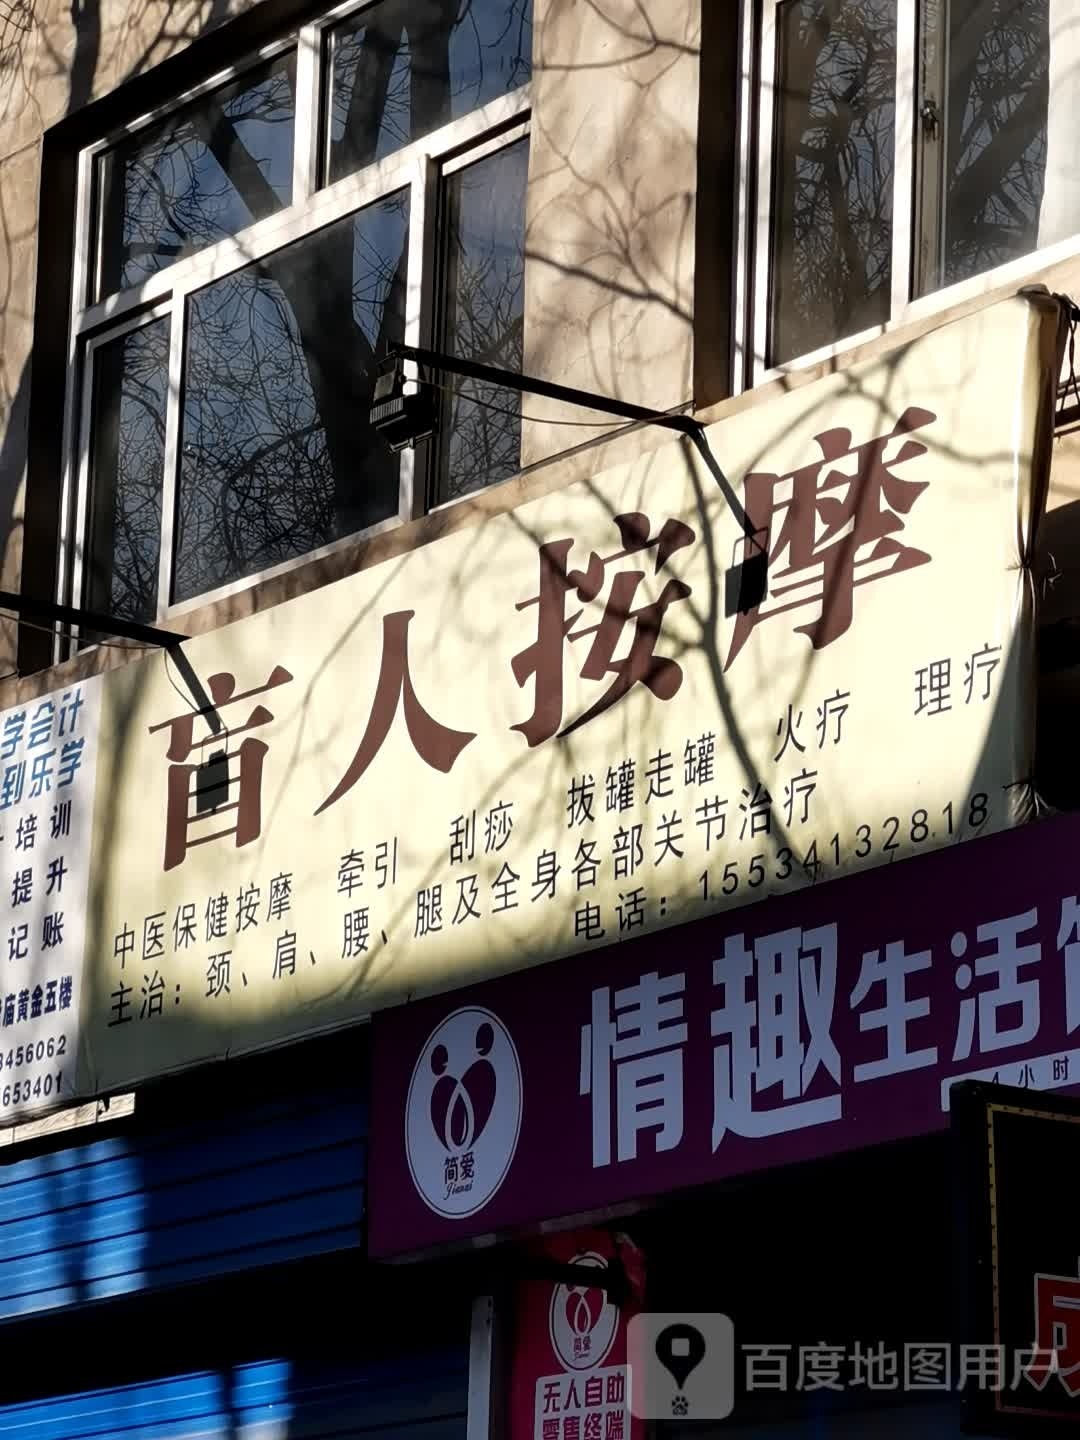 盲人按摩
中医保健按摩 牵引 刮痧 拔罐走罐 火疗 理疗
主治：颈、肩、腰、腿及全身各部关节治疗
电话：15534132818
学会计
到乐学
培训
提升
记账
庙黄金五楼
3456062
653401
情趣生活
小时
简爱
Jianai
简爱
无人自助
零售终端
百度地图用户